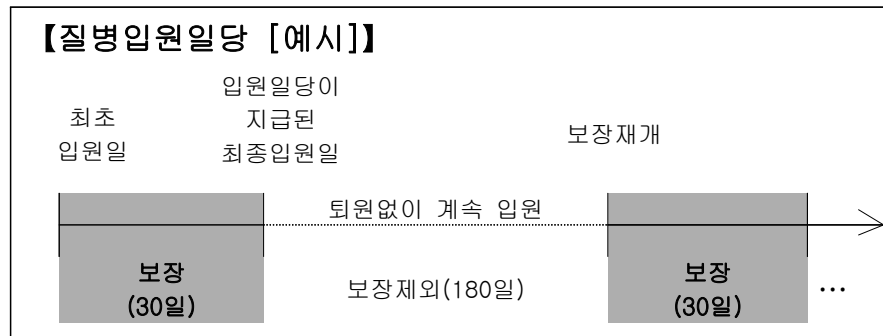 【질병입원일당 [예시]】
최초
입원일
입원일당이
지급된
최종입원일
보장재개
퇴원없이 계속 입원
보장
(30일)
보장제외(180일)
보장
(30일)
…